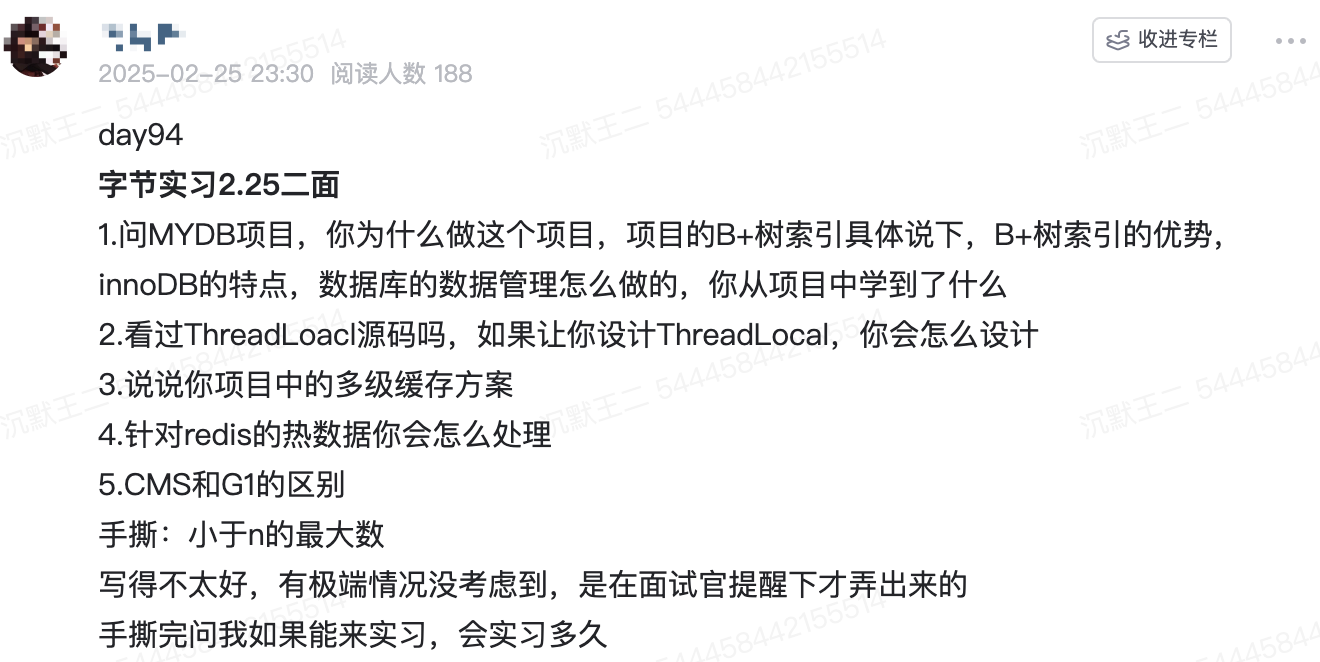 2025-02-25 23:30 阅读人数 188
收进专栏
day94
字节实习2.25二面
1.问MYDB项目，你为什么做这个项目，项目的B+树索引具体说下，B+树索引的优势，
innoDB的特点，数据库的数据管理怎么做的，你从项目中学到了什么
2.看过ThreadLoacl源码吗，如果让你设计ThreadLocal，你会怎么设计
3.说说你项目中的多级缓存方案
4.针对redis的热数据你会怎么处理
5.CMS和G1的区别
手撕：小于n的最大数
写得不太好，有极端情况没考虑到，是在面试官提醒下才弄出来的
手撕完问我如果能来实习，会实习多久
沉默王二 544458442155514